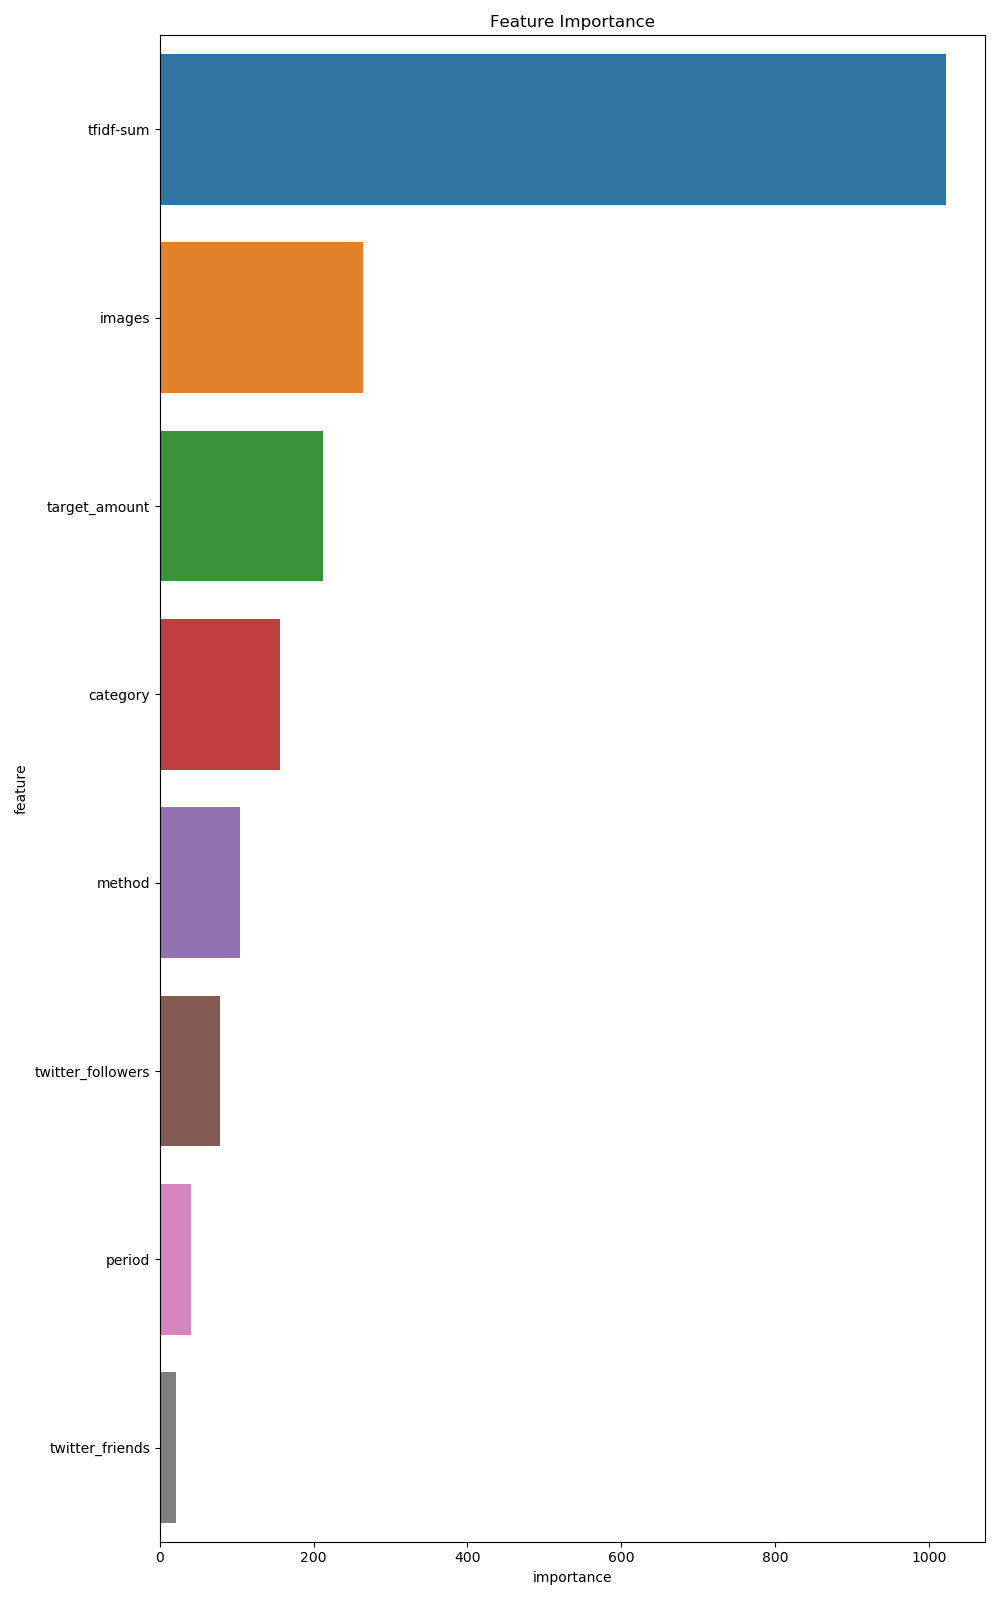 Feature Importance
tfidf-sum
images
target_amount
category
method
twitter_followers
period
twitter_friends
feature
0 200 400 600 800 1000
importance